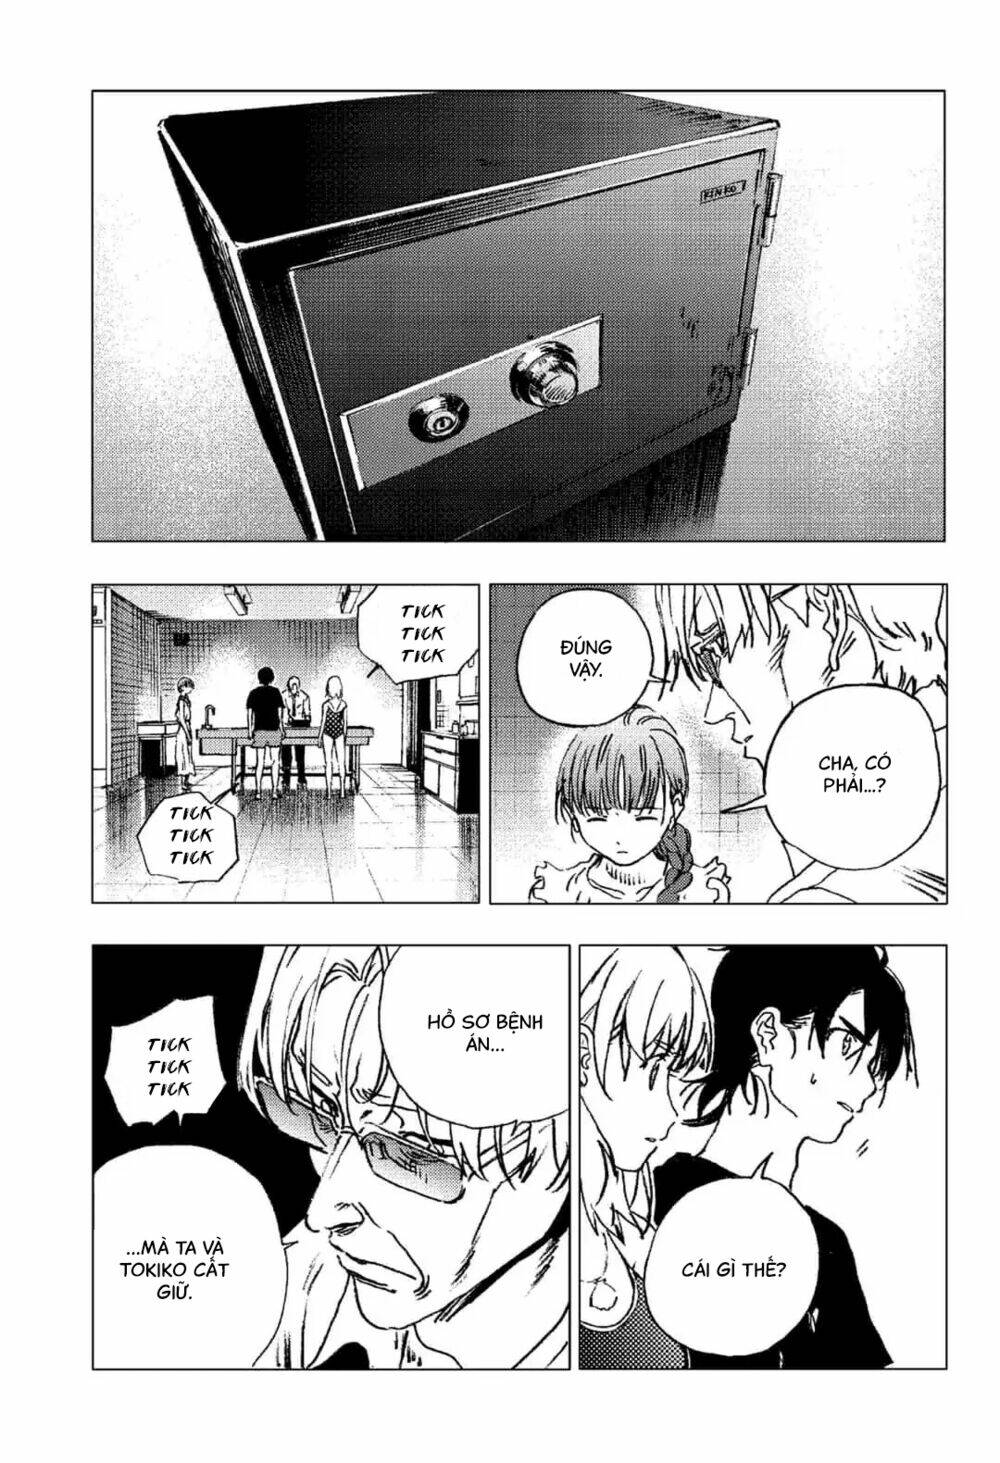 KINKO
CHA, CÓ
PHẢI...?
ĐÚNG
VẬY.
TICK
TICK
TICK
TICK
TICK
TICK
CÁI GÌ THẾ?
HỒ SƠ BỆNH
ÁN...
TICK
TICK
TICK
...MÀ TA VÀ
TOKIKO CẤT
GIỮ.